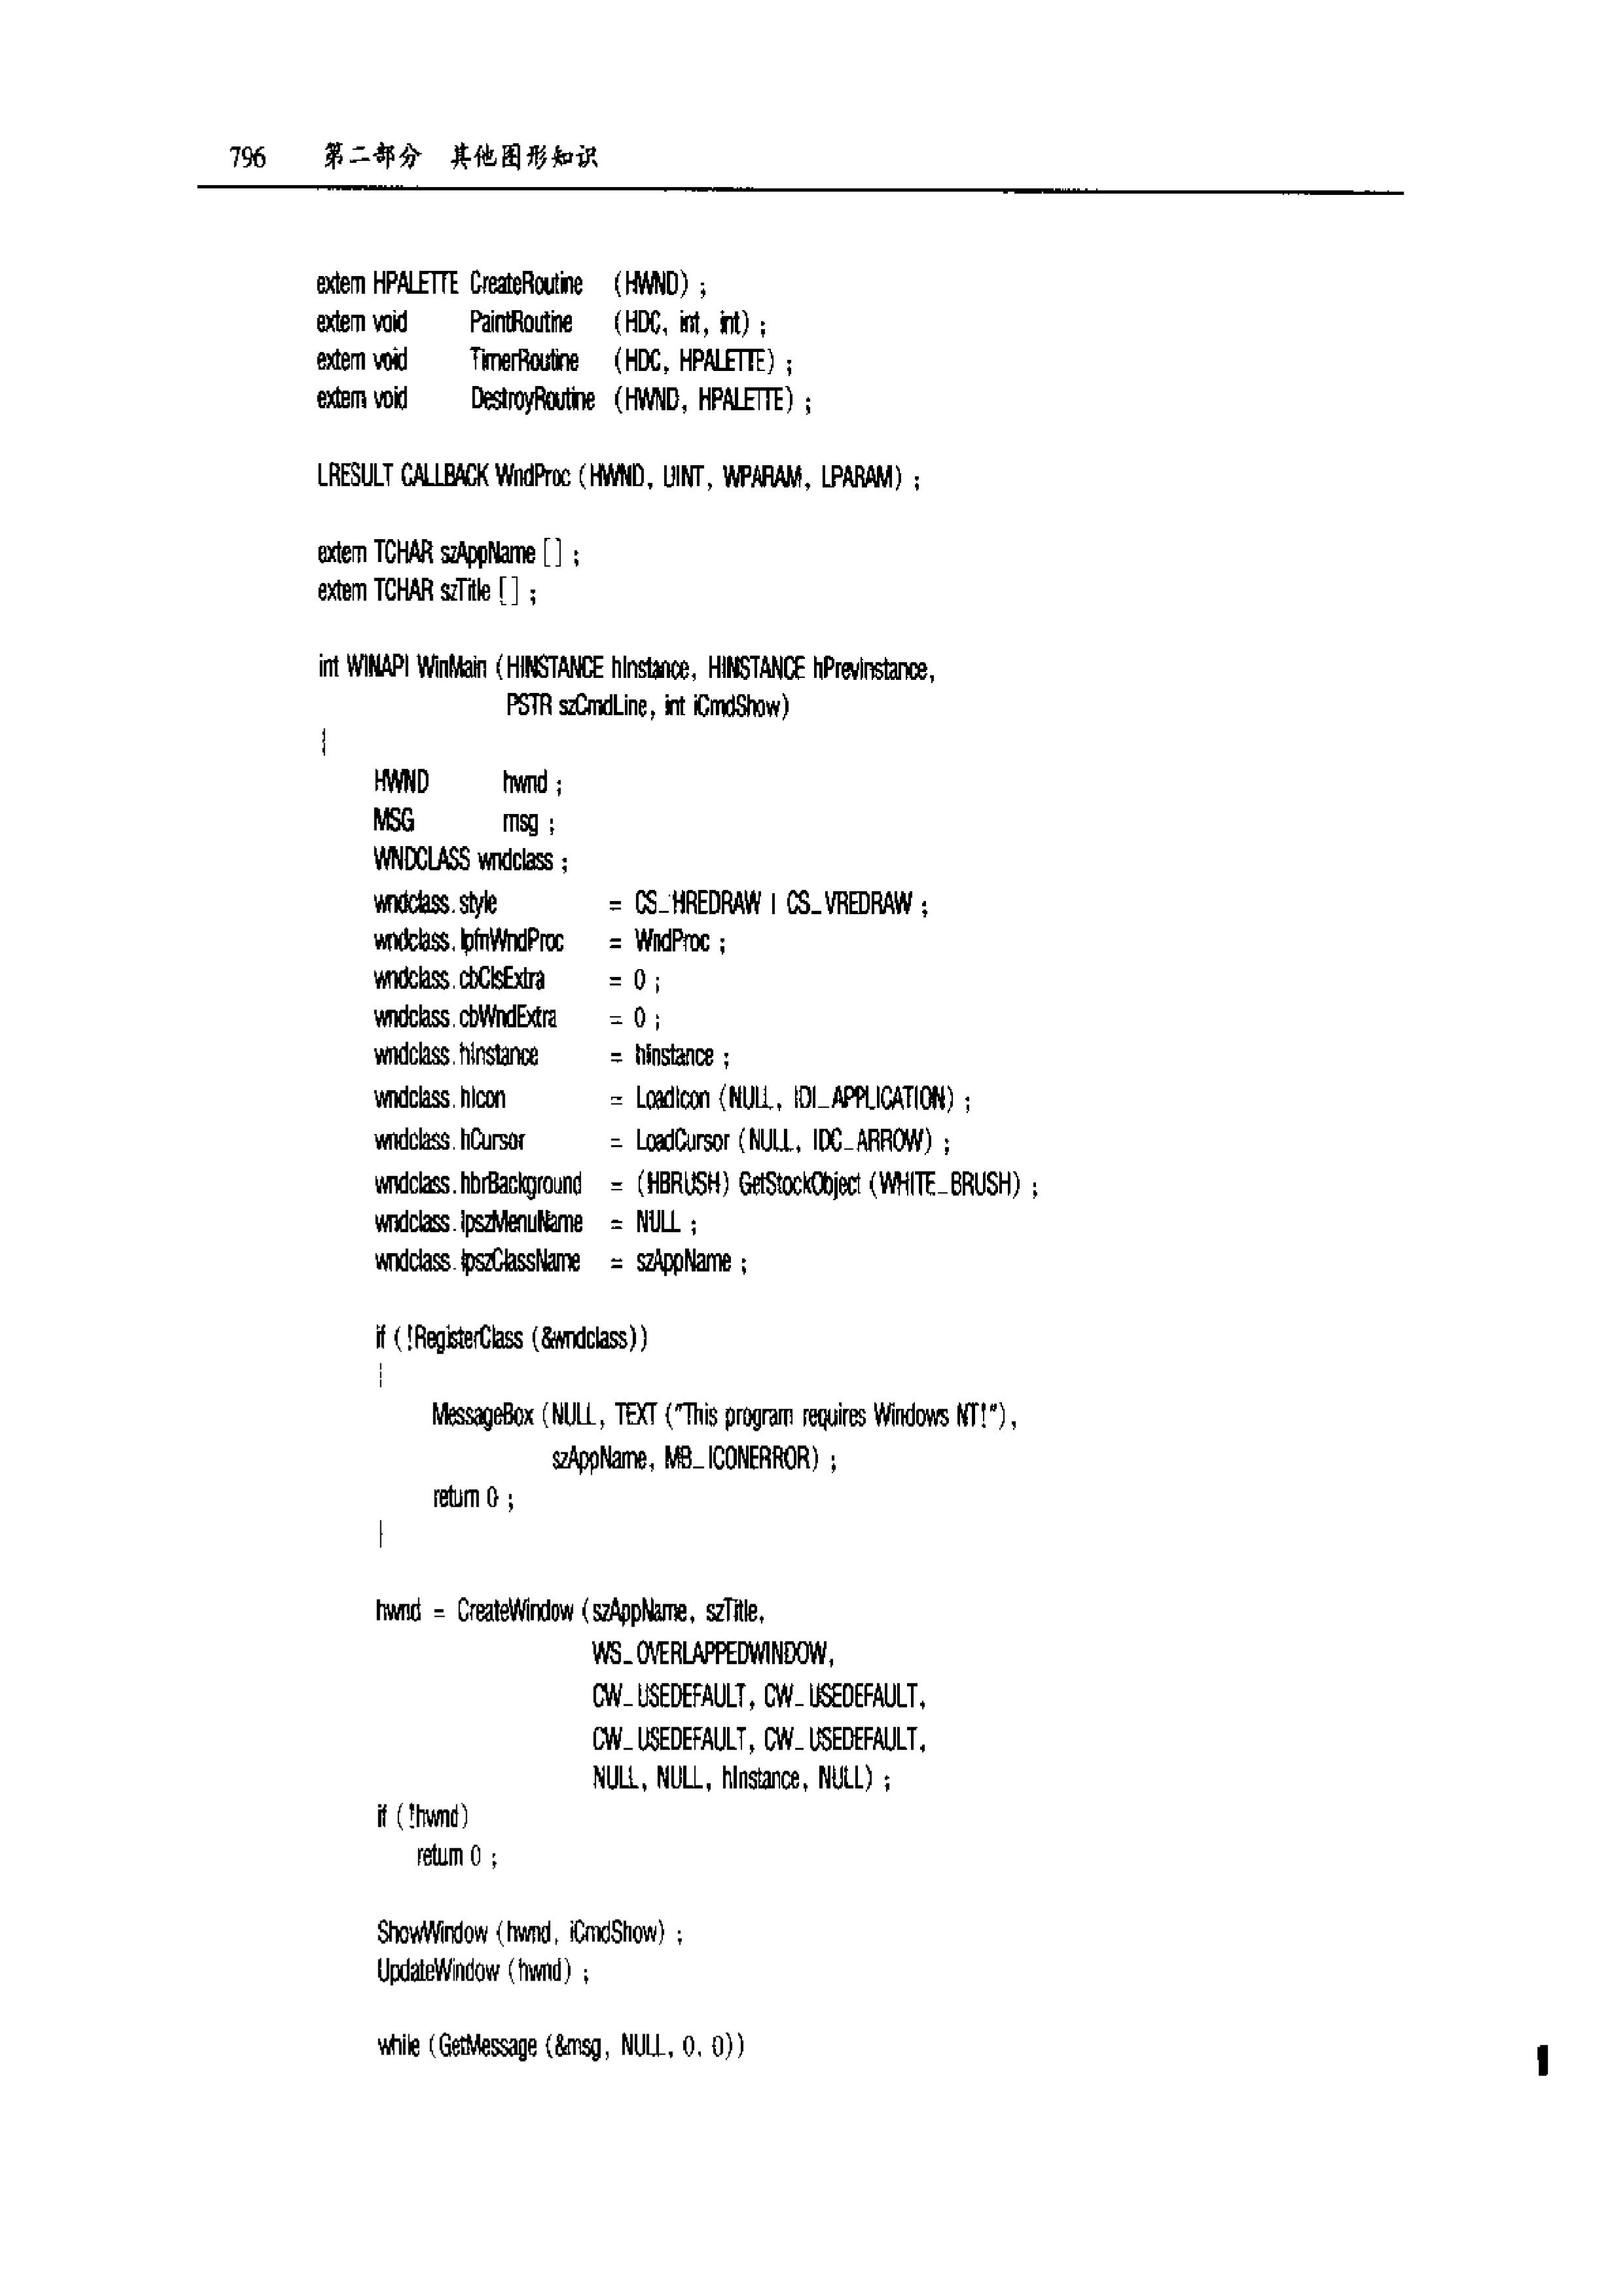 796 第二部分 其他图形知识
extern HPALETTE CreateRoutine (HWND) ;
extern void PaintRoutine (HDC, int, int) ;
extern void TimerRoutine (HDC, HPALETTE) ;
extern void DestroyRoutine (HWND, HPALETTE) ;
LRESULT CALLBACK WndProc (HWND, UINT, WPARAM, LPARAM) ;
extern TCHAR szAppName [] ;
extern TCHAR szTitle [] ;
int WINAPI WinMain (HINSTANCE hInstance, HINSTANCE hPrevInstance,
PSTR szCmdLine, int iCmdShow)
{
HWND hwnd ;
MSG msg ;
WNDCLASS wndclass ;
wndclass.style = CS_HREDRAW | CS_VREDRAW ;
wndclass.lpfnWndProc = WndProc ;
wndclass.cbClsExtra = 0 ;
wndclass.cbWndExtra = 0 ;
wndclass.hInstance = hInstance ;
wndclass.hIcon = LoadIcon (NULL, IDI_APPLICATION) ;
wndclass.hCursor = LoadCursor (NULL, IDC_ARROW) ;
wndclass.hbrBackground = (HBRUSH) GetStockObject (WHITE_BRUSH) ;
wndclass.lpszMenuName = NULL ;
wndclass.lpszClassName = szAppName ;
if (!RegisterClass (&wndclass))
{
MessageBox (NULL, TEXT ("This program requires Windows NT!"),
szAppName, MB_ICONERROR) ;
return 0 ;
}
hwnd = CreateWindow (szAppName, szTitle,
WS_OVERLAPPEDWINDOW,
CW_USEDEFAULT, CW_USEDEFAULT,
CW_USEDEFAULT, CW_USEDEFAULT,
NULL, NULL, hInstance, NULL) ;
if (!hwnd)
return 0 ;
ShowWindow (hwnd, iCmdShow) ;
UpdateWindow (hwnd) ;
while (GetMessage (&msg, NULL, 0, 0))